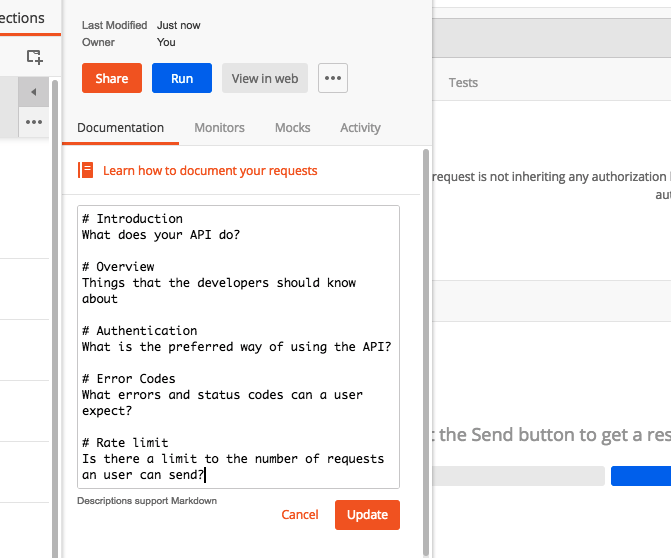 ections
Last Modified Just now
Owner You
Share Run View in web
Tests
Documentation Monitors Mocks Activity
Learn how to document your requests
request is not inheriting any authorization
# Introduction
What does your API do?
# Overview
Things that the developers should know
about
# Authentication
What is the preferred way of using the API?
# Error Codes
What errors and status codes can a user
expect?
# Rate limit
Is there a limit to the number of requests
an user can send?
the Send button to get a res
Descriptions support Markdown
Cancel Update